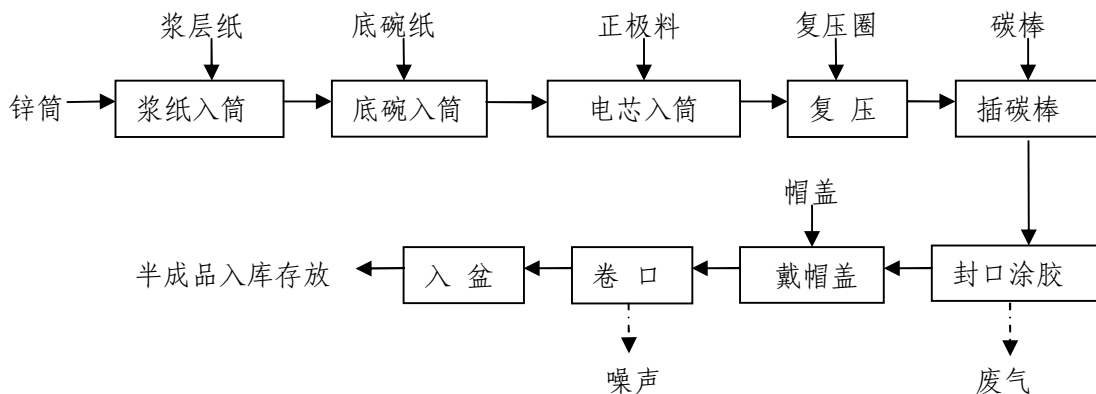 浆层纸 底碗纸 正极料 复压圈 碳棒
锌筒 浆纸入筒 底碗入筒 电芯入筒 复 压 插碳棒
帽盖
半成品入库存放 入 盆 卷 口 戴帽盖 封口涂胶
噪声 废气